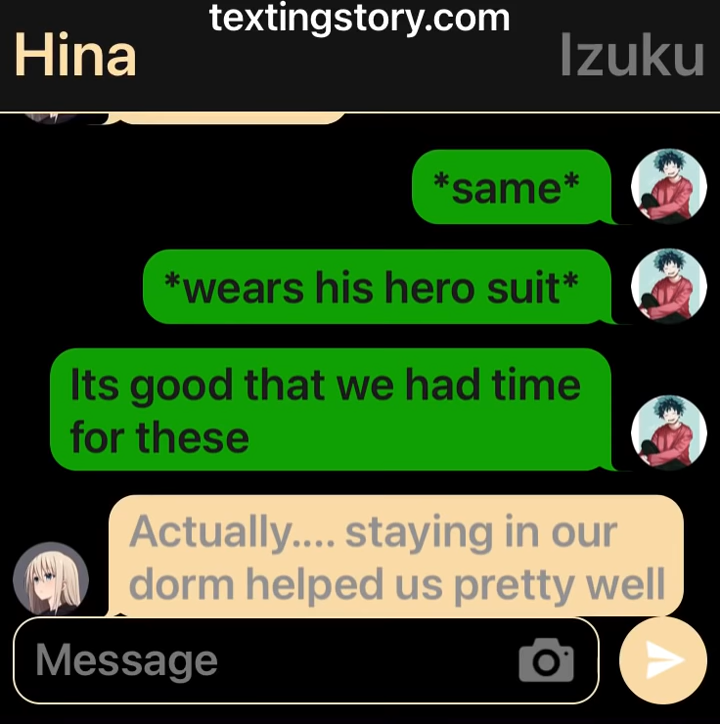 textingstory.com
Hina
Izuku
*same*
*wears his hero suit*
Its good that we had time
for these
Actually.... staying in our
dorm helped us pretty well
Message